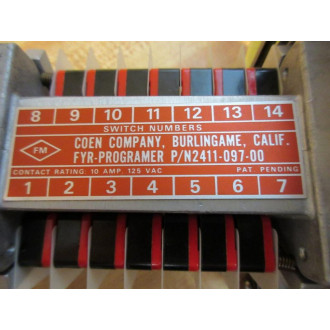 8 9 10 11 12 13 14
SWITCH NUMBERS
COEN COMPANY, BURLINGAME, CALIF.
FM
FYR-PROGRAMER P/N2411-097-00
CONTACT RATING. 10 AMP. 125 VAC PAT. PENDING
1 2 3 4 5 6 7